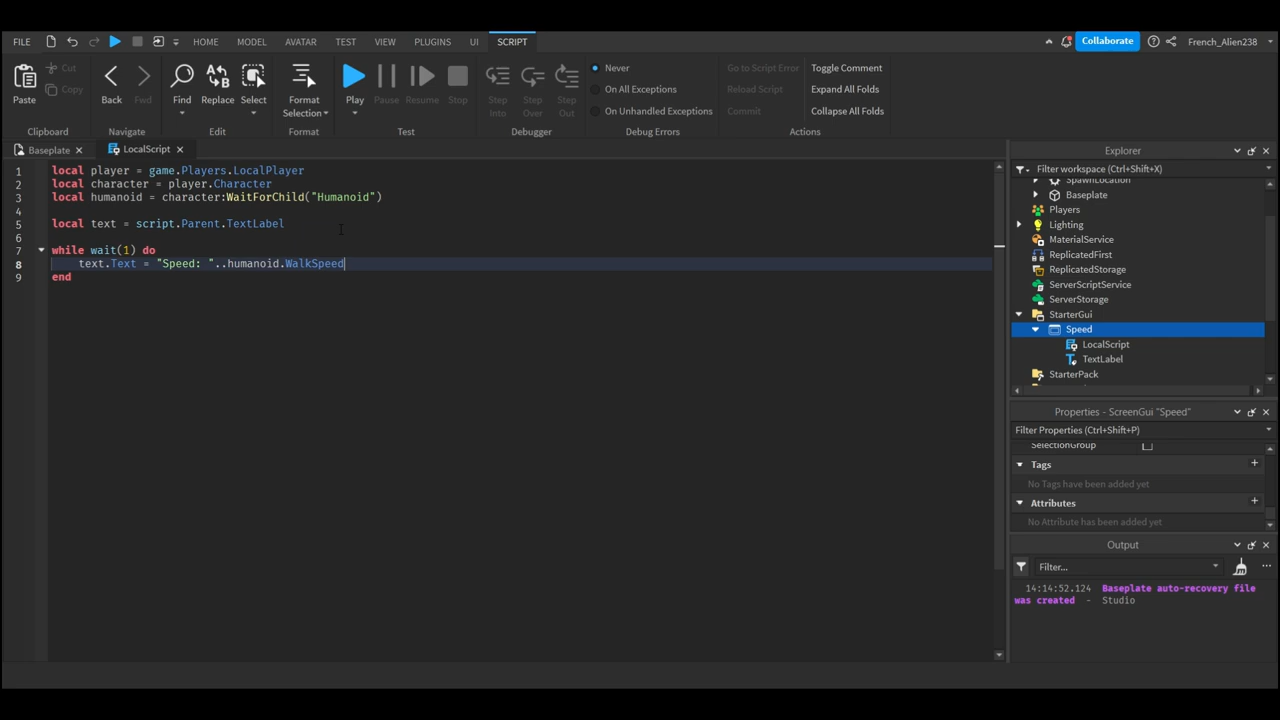 FILE HOME MODEL AVATAR TEST VIEW PLUGINS UI SCRIPT Collaborate French_Alien238
Paste Cut Copy Back Fwd Find Replace Select Format Selection Play Pause Resume Stop Step Into Step Over Step Out Never On All Exceptions On Unhandled Exceptions Go to Script Error Reload Script Commit Toggle Comment Expand All Folds Collapse All Folds
Clipboard Navigate Edit Format Test Debugger Debug Errors Actions
Baseplate LocalScript
1 local player = game.Players.LocalPlayer
2 local character = player.Character
3 local humanoid = character:WaitForChild("Humanoid")
4
5 local text = script.Parent.TextLabel
6
7 while wait(1) do
8 text.Text = "Speed: "..humanoid.WalkSpeed
9 end
Explorer
Filter workspace (Ctrl+Shift+X)
SpawnLocation
Baseplate
Players
Lighting
MaterialService
ReplicatedFirst
ReplicatedStorage
ServerScriptService
ServerStorage
StarterGui
Speed
LocalScript
TextLabel
StarterPack
Properties - ScreenGui "Speed"
Filter Properties (Ctrl+Shift+P)
SelectionGroup
Tags
No Tags have been added yet
Attributes
No Attribute has been added yet
Output
Filter...
14:14:52.124 Baseplate auto-recovery file
was created - Studio